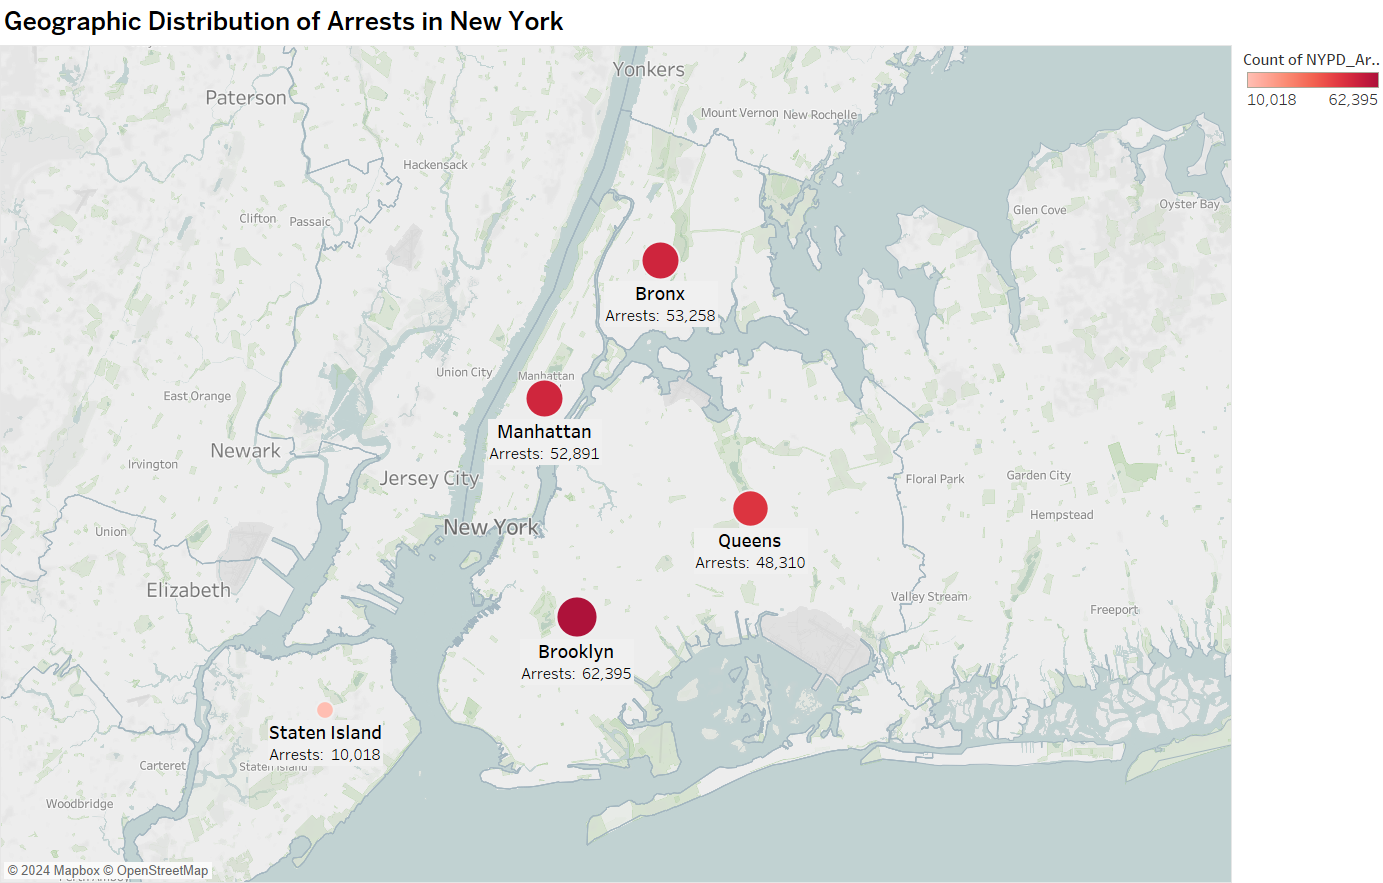 Geographic Distribution of Arrests in New York
Count of NYPD_Ar..
10,018
62,395
Yonkers
Paterson
Mount Vernon
New Rochelle
Hackensack
Glen Cove
Oyster Bay
Clifton
Passaic
Bronx
Arrests: 53,258
Union City
Manhattan
East Orange
Manhattan
Arrests: 52,891
Newark
Irvington
Jersey City
Floral Park
Garden City
Hempstead
New York
Union
Queens
Arrests: 48,310
Elizabeth
Valley Stream
Freeport
Brooklyn
Arrests: 62,395
Staten Island
Arrests: 10,018
Carteret
Staten Island
Woodbridge
© 2024 Mapbox © OpenStreetMap